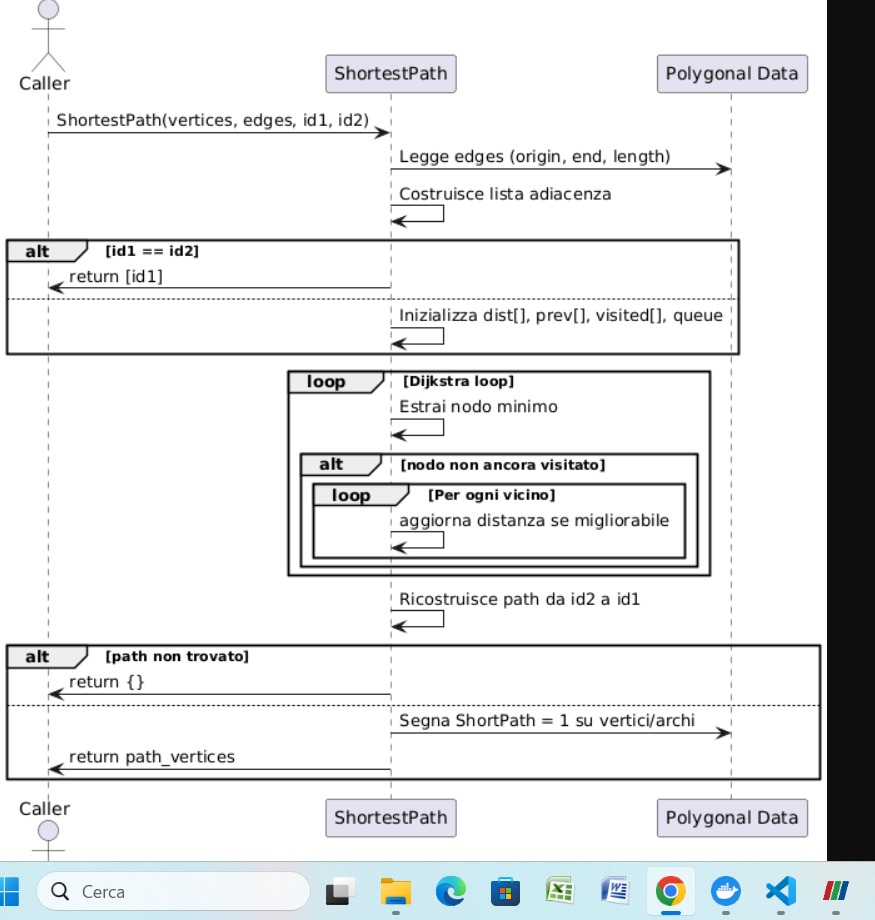 Caller
ShortestPath
Polygonal Data
ShortestPath(vertices, edges, id1, id2)
Legge edges (origin, end, length)
Costruisce lista adiacenza
alt [id1 == id2]
return [id1]
Inizializza dist[], prev[], visited[], queue
loop [Dijkstra loop]
Estrai nodo minimo
alt [nodo non ancora visitato]
loop [Per ogni vicino]
aggiorna distanza se migliorabile
Ricostruisce path da id2 a id1
alt [path non trovato]
return {}
Segna ShortPath = 1 su vertici/archi
return path_vertices
Caller
ShortestPath
Polygonal Data
Cerca